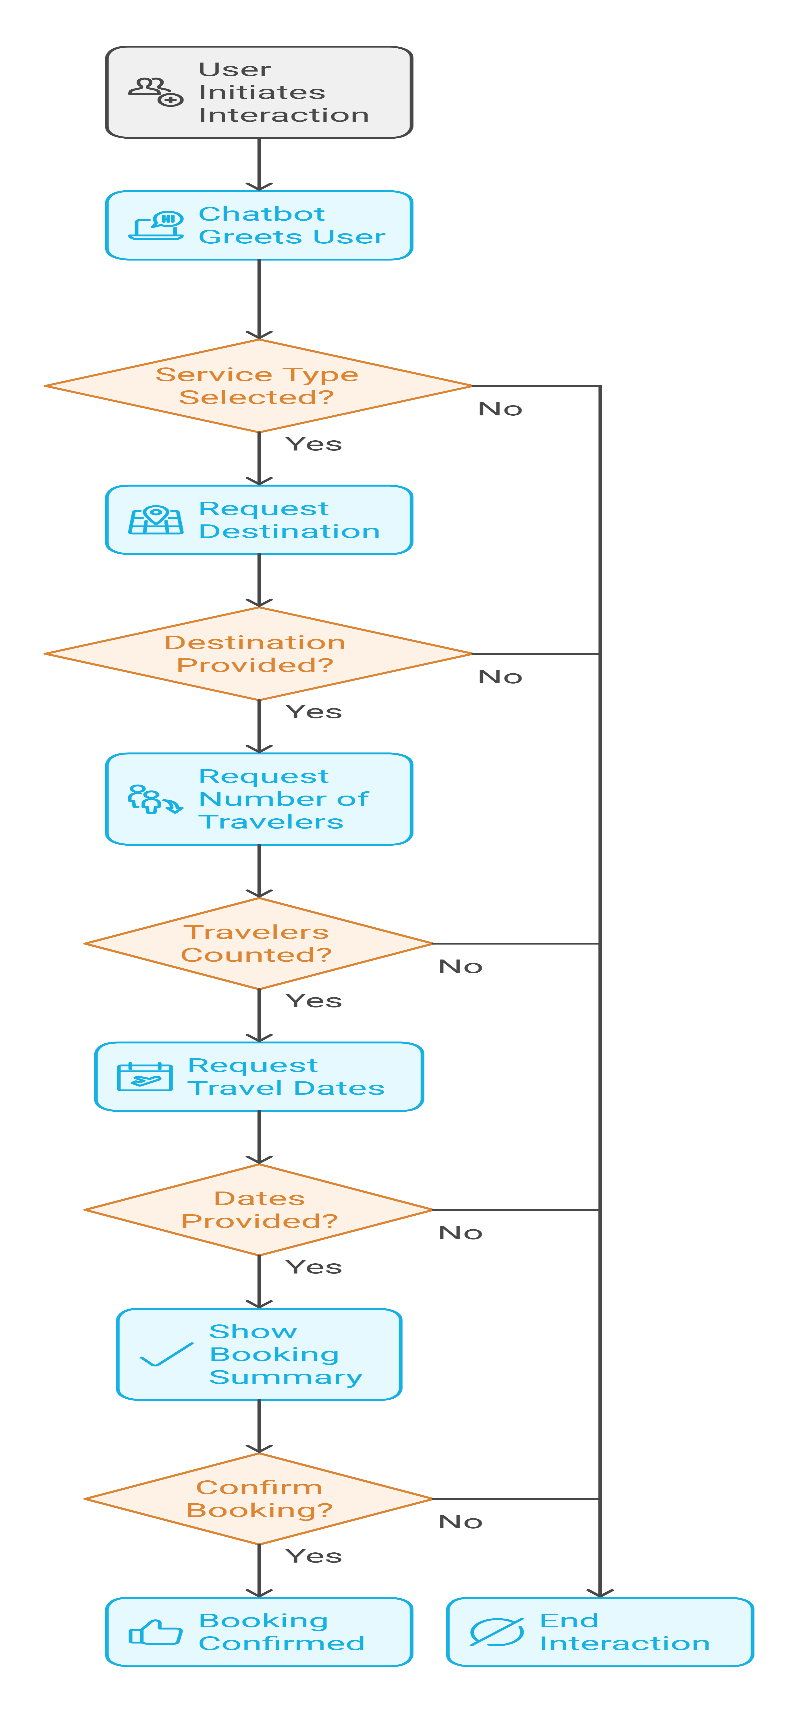 User
Initiates
Interaction
Chatbot
Greets User
Service Type
Selected?
No
Yes
Request
Destination
Destination
Provided?
No
Yes
Request
Number of
Travelers
Travelers
Counted?
No
Yes
Request
Travel Dates
Dates
Provided?
No
Yes
Show
Booking
Summary
Confirm
Booking?
No
Yes
Booking
Confirmed
End
Interaction